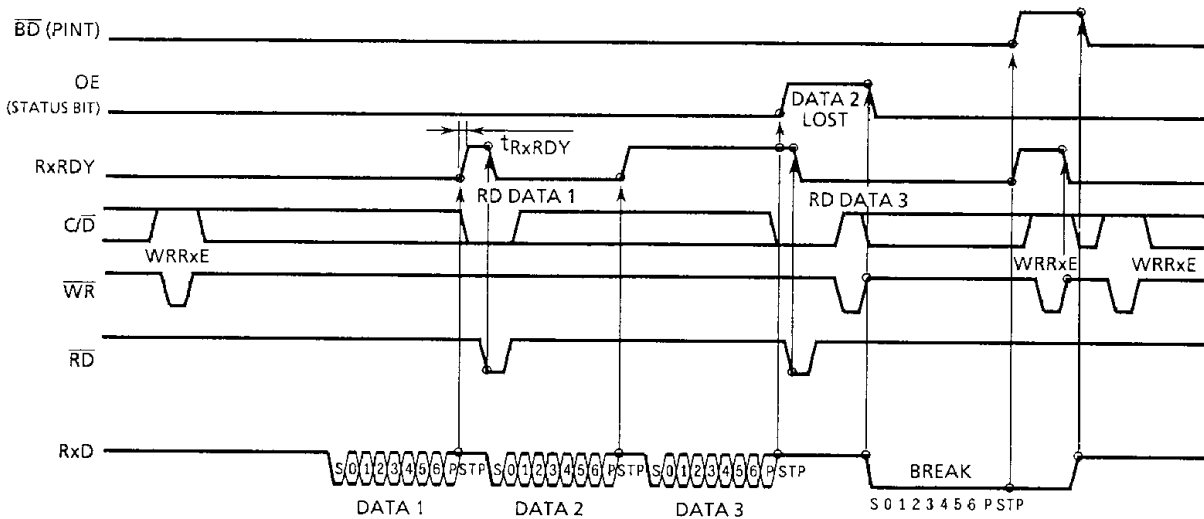 BD (PINT)
OE
(STATUS BIT)
DATA 2
LOST
tRxRDY
RxRDY
RD DATA 1
RD DATA 3
C/D
WRRxE
WRRxE
WRRxE
WR
RD
RxD
S 0 1 2 3 4 5 6 P STP
S 0 1 2 3 4 5 6 P STP
S 0 1 2 3 4 5 6 P STP
BREAK
S 0 1 2 3 4 5 6 P STP
DATA 1
DATA 2
DATA 3